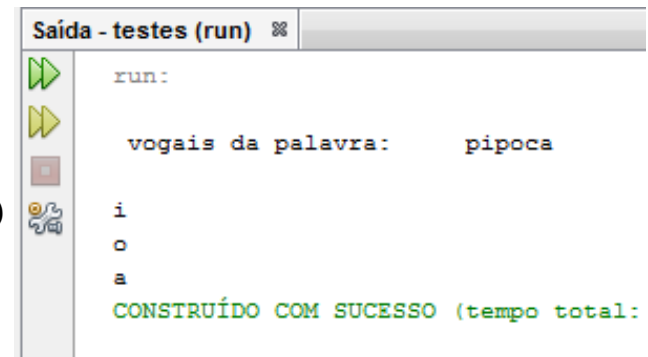 Saída - testes (run)
run:
vogais da palavra: pipoca
)
i
o
a
CONSTRUÍDO COM SUCESSO (tempo total: